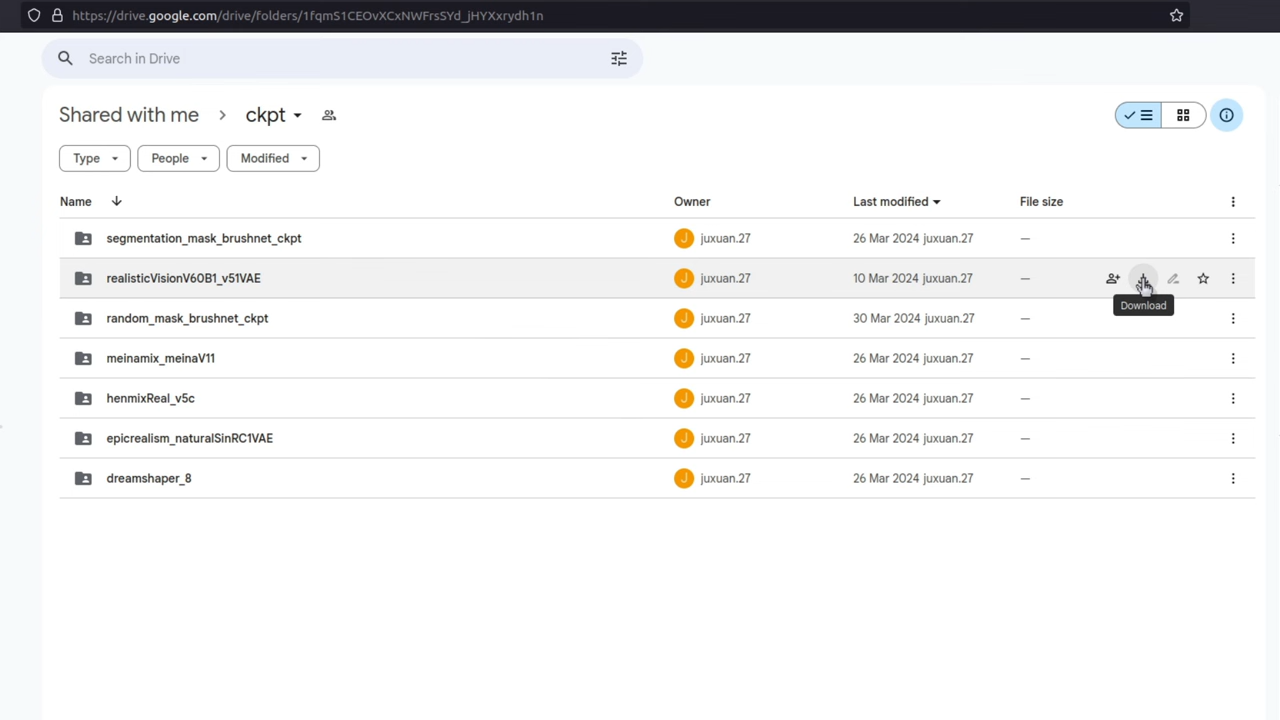 https://drive.google.com/drive/folders/1fqmS1CEOvXCxNWFrsSYd_jHYXxrydh1n
Search in Drive
Shared with me > ckpt
Type People Modified
Name Owner Last modified File size
segmentation_mask_brushnet_ckpt J juxuan.27 26 Mar 2024 juxuan.27 —
realisticVisionV60B1_v51VAE J juxuan.27 10 Mar 2024 juxuan.27 —
Download
random_mask_brushnet_ckpt J juxuan.27 30 Mar 2024 juxuan.27 —
meinamix_meinaV11 J juxuan.27 26 Mar 2024 juxuan.27 —
henmixReal_v5c J juxuan.27 26 Mar 2024 juxuan.27 —
epicrealism_naturalSinRC1VAE J juxuan.27 26 Mar 2024 juxuan.27 —
dreamshaper_8 J juxuan.27 26 Mar 2024 juxuan.27 —